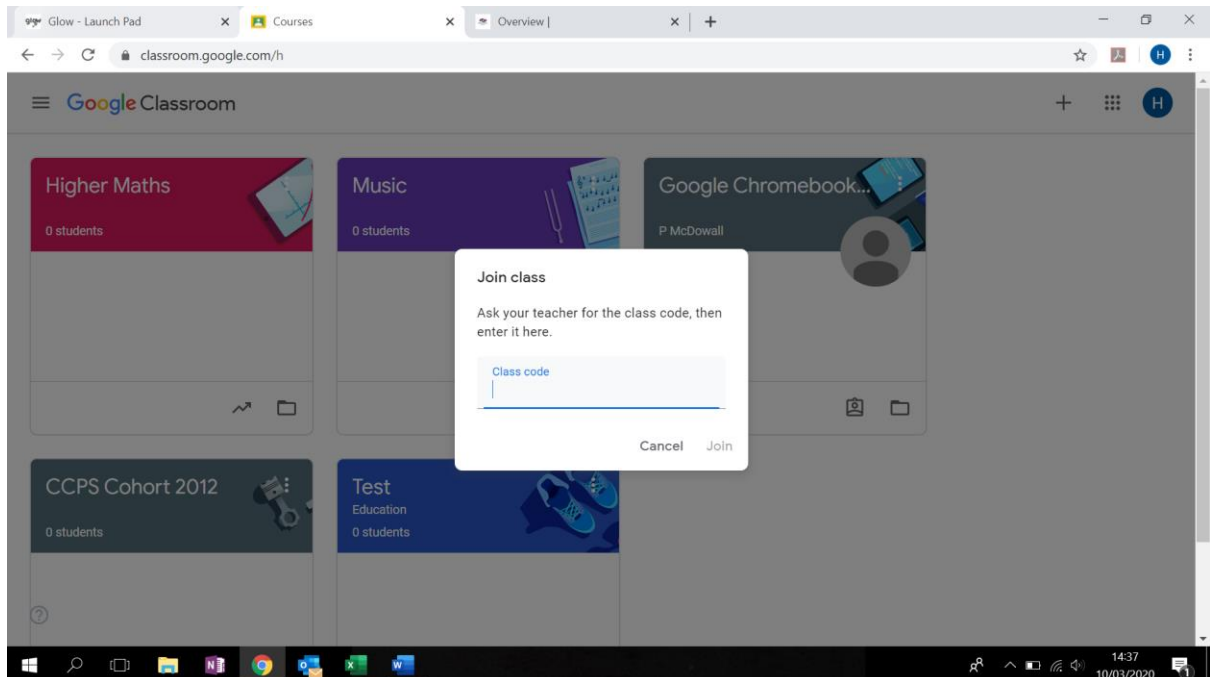 glow Glow - Launch Pad
Courses
Overview |
classroom.google.com/h
H
Google Classroom
H
Higher Maths
0 students
Music
0 students
Google Chromebook...
P McDowall
Join class
Ask your teacher for the class code, then
enter it here.
Class code
Cancel Join
CCPS Cohort 2012
0 students
Test
Education
0 students
14:37
10/03/2020